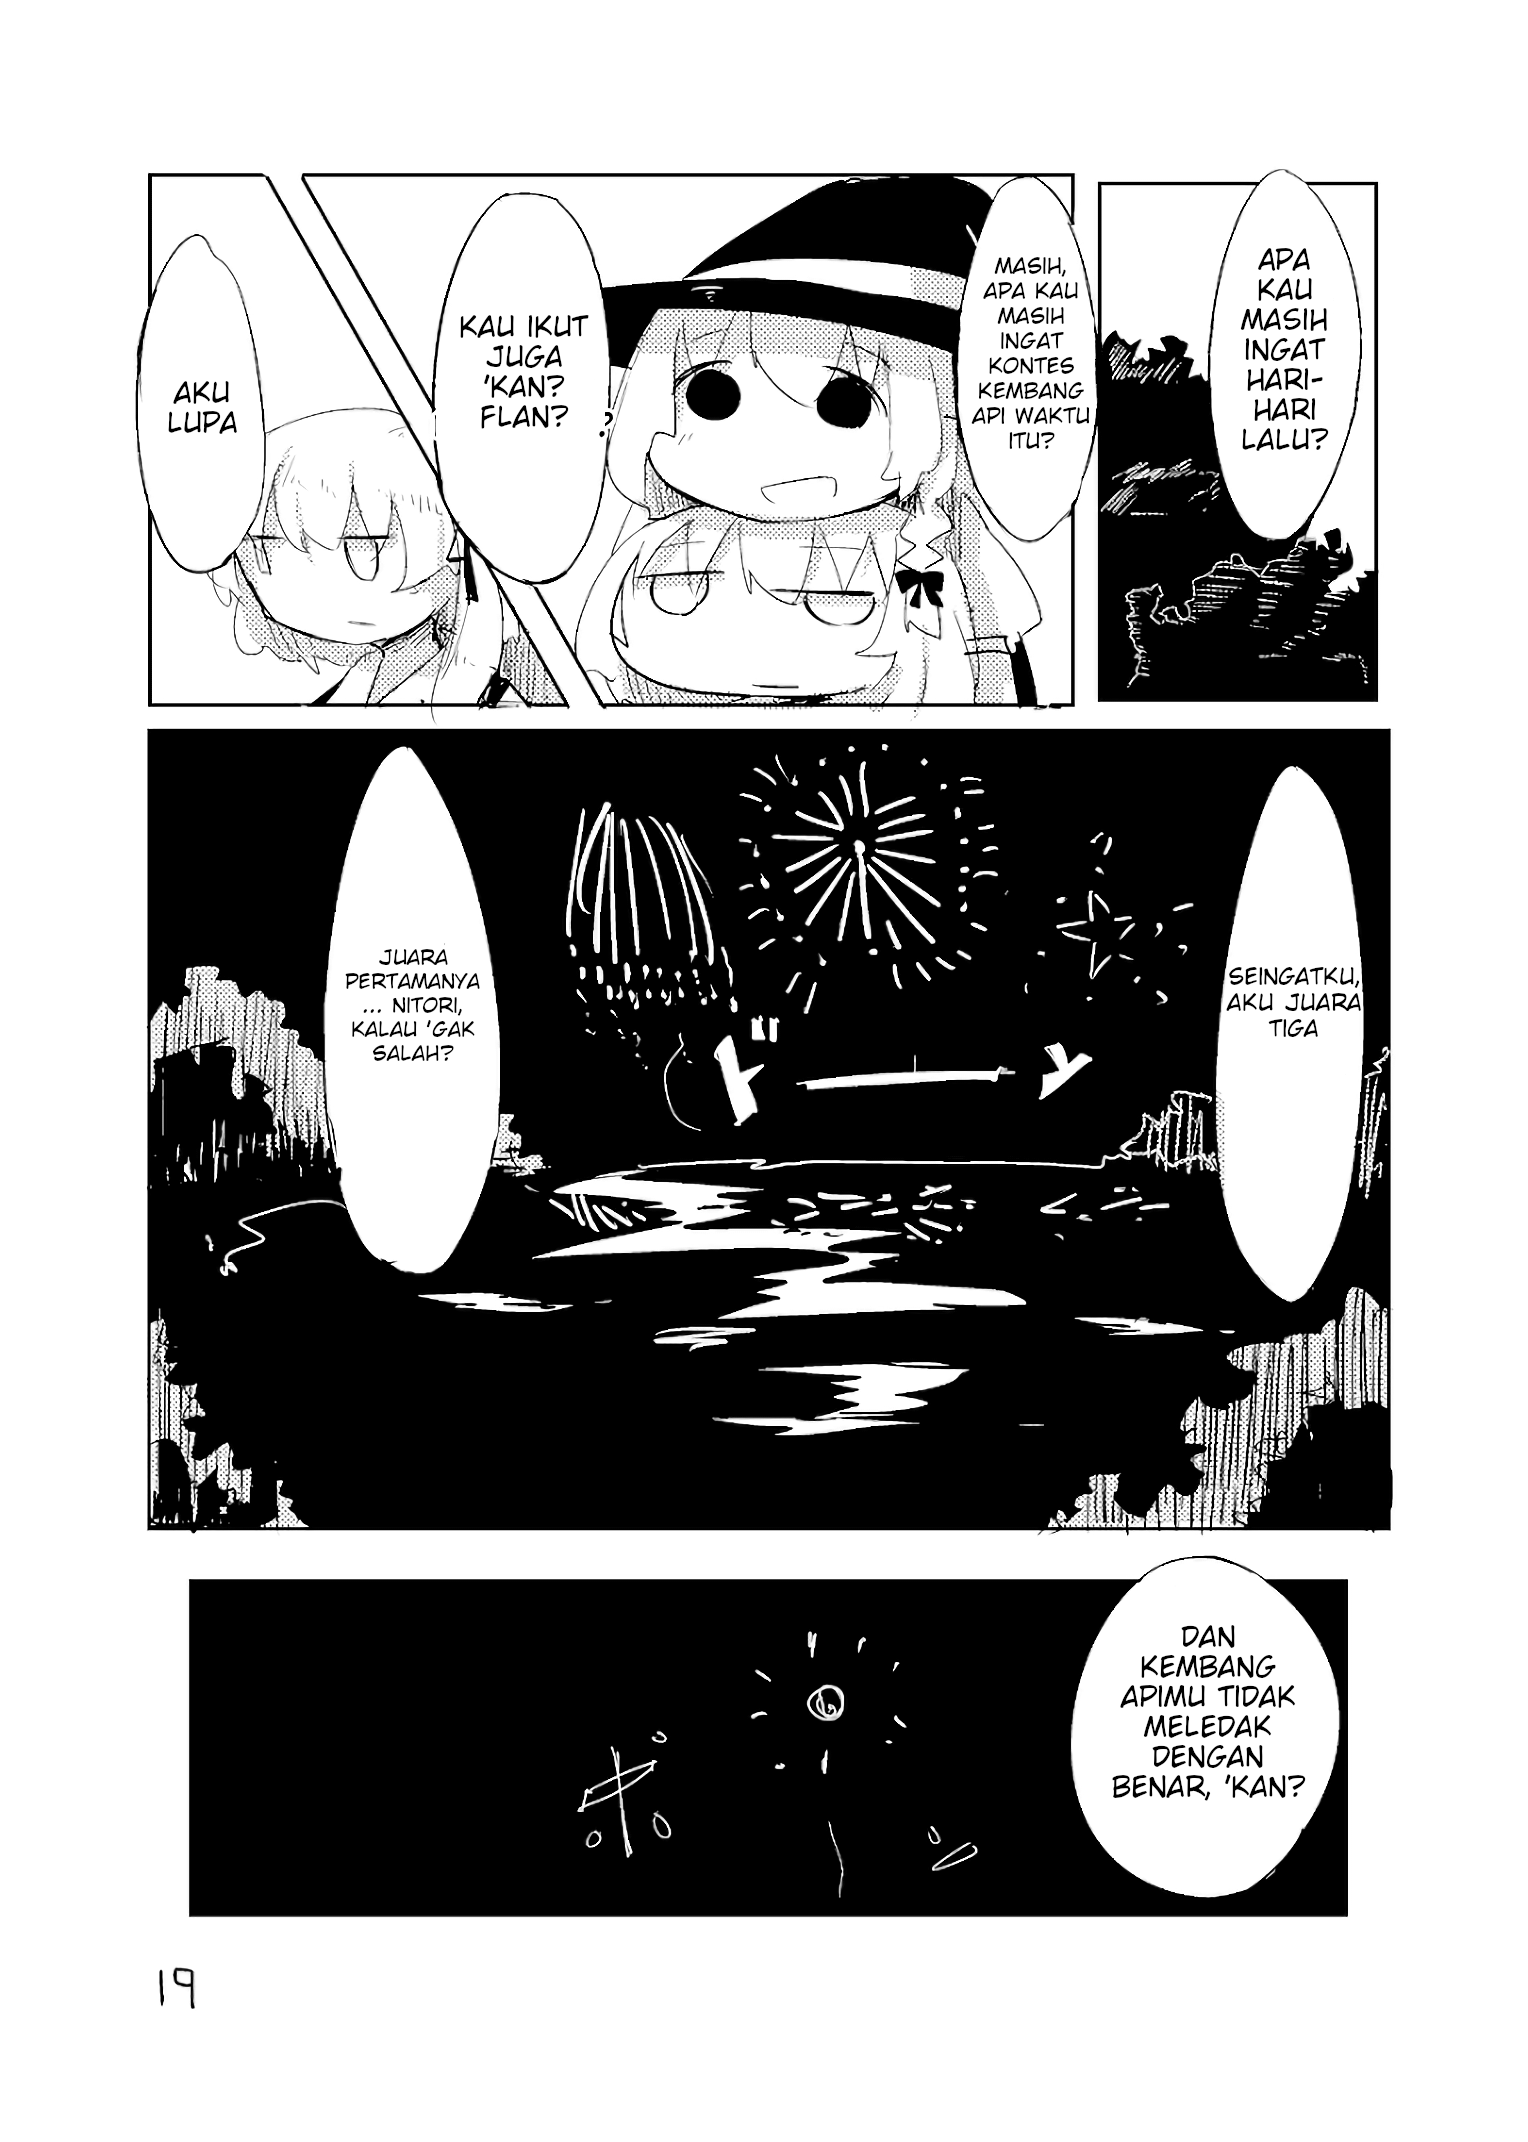 APA
KAU
MASIH
INGAT
HARI-
HARI
LALU?
MASIH,
APA KAU
MASIH
INGAT
KONTES
KEMBANG
API WAKTU
ITU?
KAU IKUT
JUGA
'KAN?
FLAN?
?
AKU
LUPA
SEINGATKU,
AKU JUARA
TIGA
JUARA
PERTAMANYA
... NITORI,
KALAU 'GAK
SALAH?
DAN
KEMBANG
APIMU TIDAK
MELEDAK
DENGAN
BENAR, 'KAN?
ポン
19